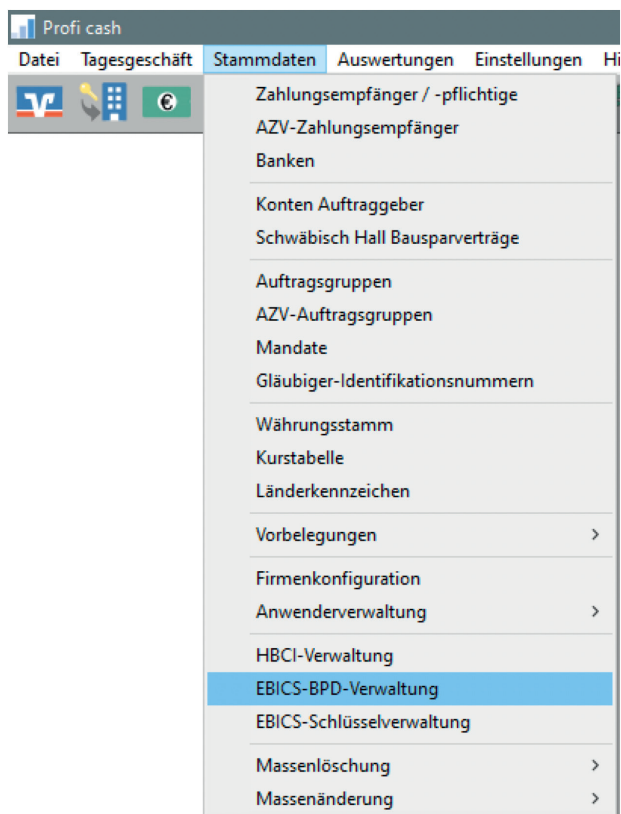 Profi cash
Datei Tagesgeschäft Stammdaten Auswertungen Einstellungen
Zahlungsempfänger / -pflichtige
AZV-Zahlungsempfänger
Banken
Konten Auftraggeber
Schwäbisch Hall Bausparverträge
Auftragsgruppen
AZV-Auftragsgruppen
Mandate
Gläubiger-Identifikationsnummern
Währungsstamm
Kurstabelle
Länderkennzeichen
Vorbelegungen
Firmenkonfiguration
Anwenderverwaltung
HBCI-Verwaltung
EBICS-BPD-Verwaltung
EBICS-Schlüsselverwaltung
Massenlöschung
Massenänderung